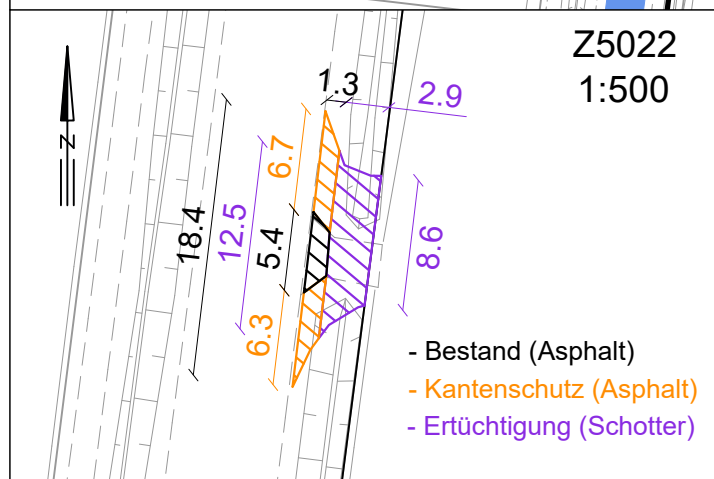 Z5022
1:500
N
1.3
2.9
6.7
18.4
12.5
5.4
8.6
6.3
- Bestand (Asphalt)
- Kantenschutz (Asphalt)
- Ertüchtigung (Schotter)